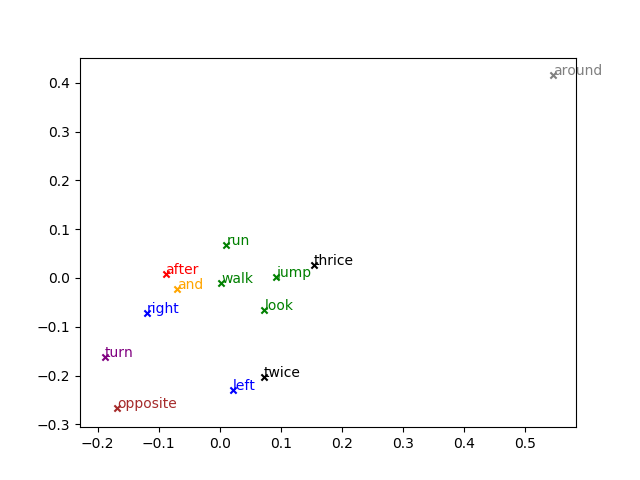 around
0.4
0.3
0.2
0.1
run
thrice
after
jump
0.0
walk
and
look
right
−0.1
turn
twice
−0.2
left
opposite
−0.3
−0.2 −0.1 0.0 0.1 0.2 0.3 0.4 0.5